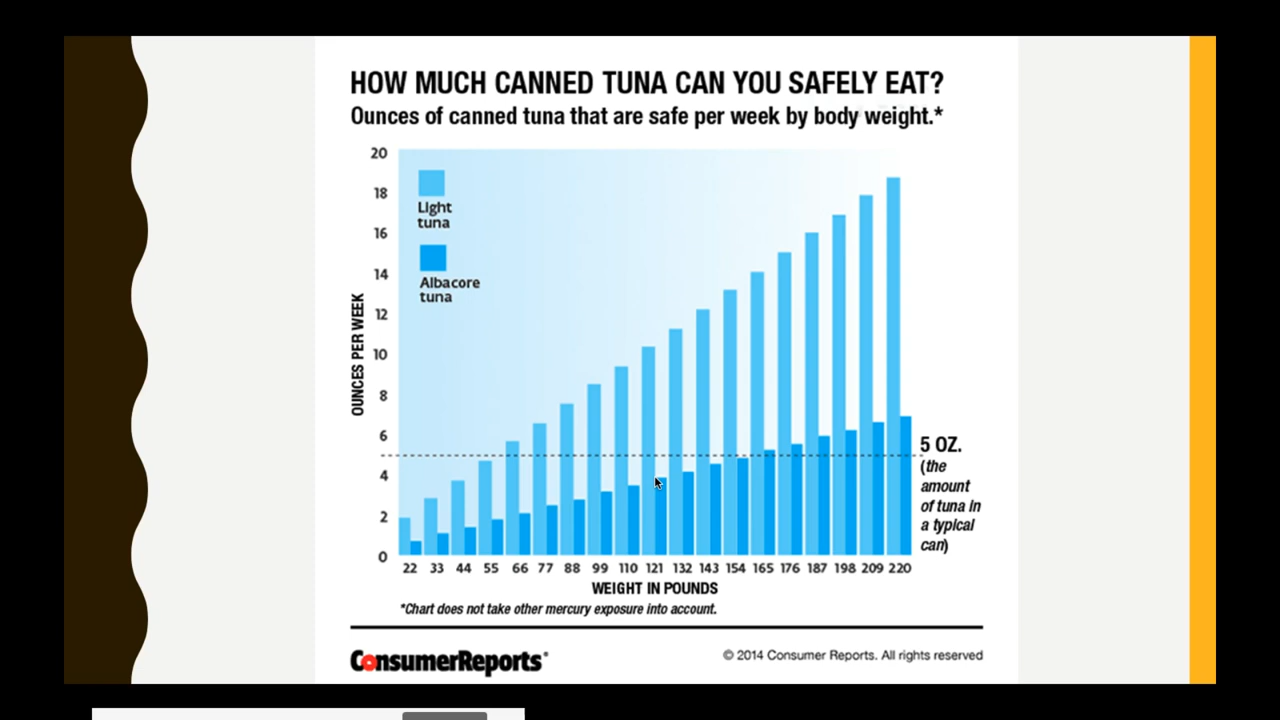 HOW MUCH CANNED TUNA CAN YOU SAFELY EAT?
Ounces of canned tuna that are safe per week by body weight.*
20
18
16
14
12
10
8
6
4
2
0
OUNCES PER WEEK
Light
tuna
Albacore
tuna
5 OZ.
(the
amount
of tuna in
a typical
can)
22 33 44 55 66 77 88 99 110 121 132 143 154 165 176 187 198 209 220
WEIGHT IN POUNDS
*Chart does not take other mercury exposure into account.
ConsumerReports®
© 2014 Consumer Reports. All rights reserved